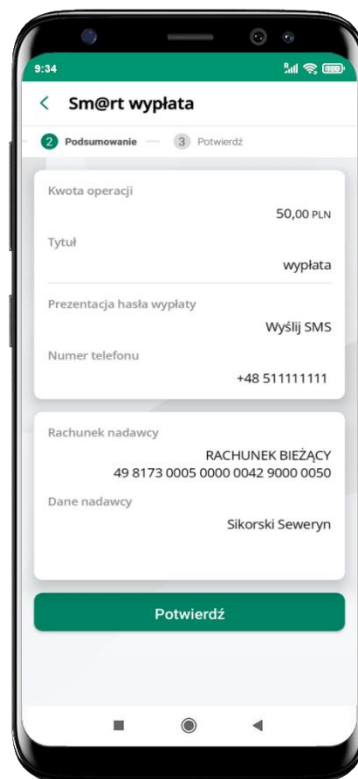 9:34
Sm@rt wypłata
2 Podsumowanie
3 Potwierdź
Kwota operacji
50,00 PLN
Tytuł
wypłata
Prezentacja hasła wypłaty
Wyślij SMS
Numer telefonu
+48 511111111
Rachunek nadawcy
RACHUNEK BIEŻĄCY
49 8173 0005 0000 0042 9000 0050
Dane nadawcy
Sikorski Seweryn
Potwierdź